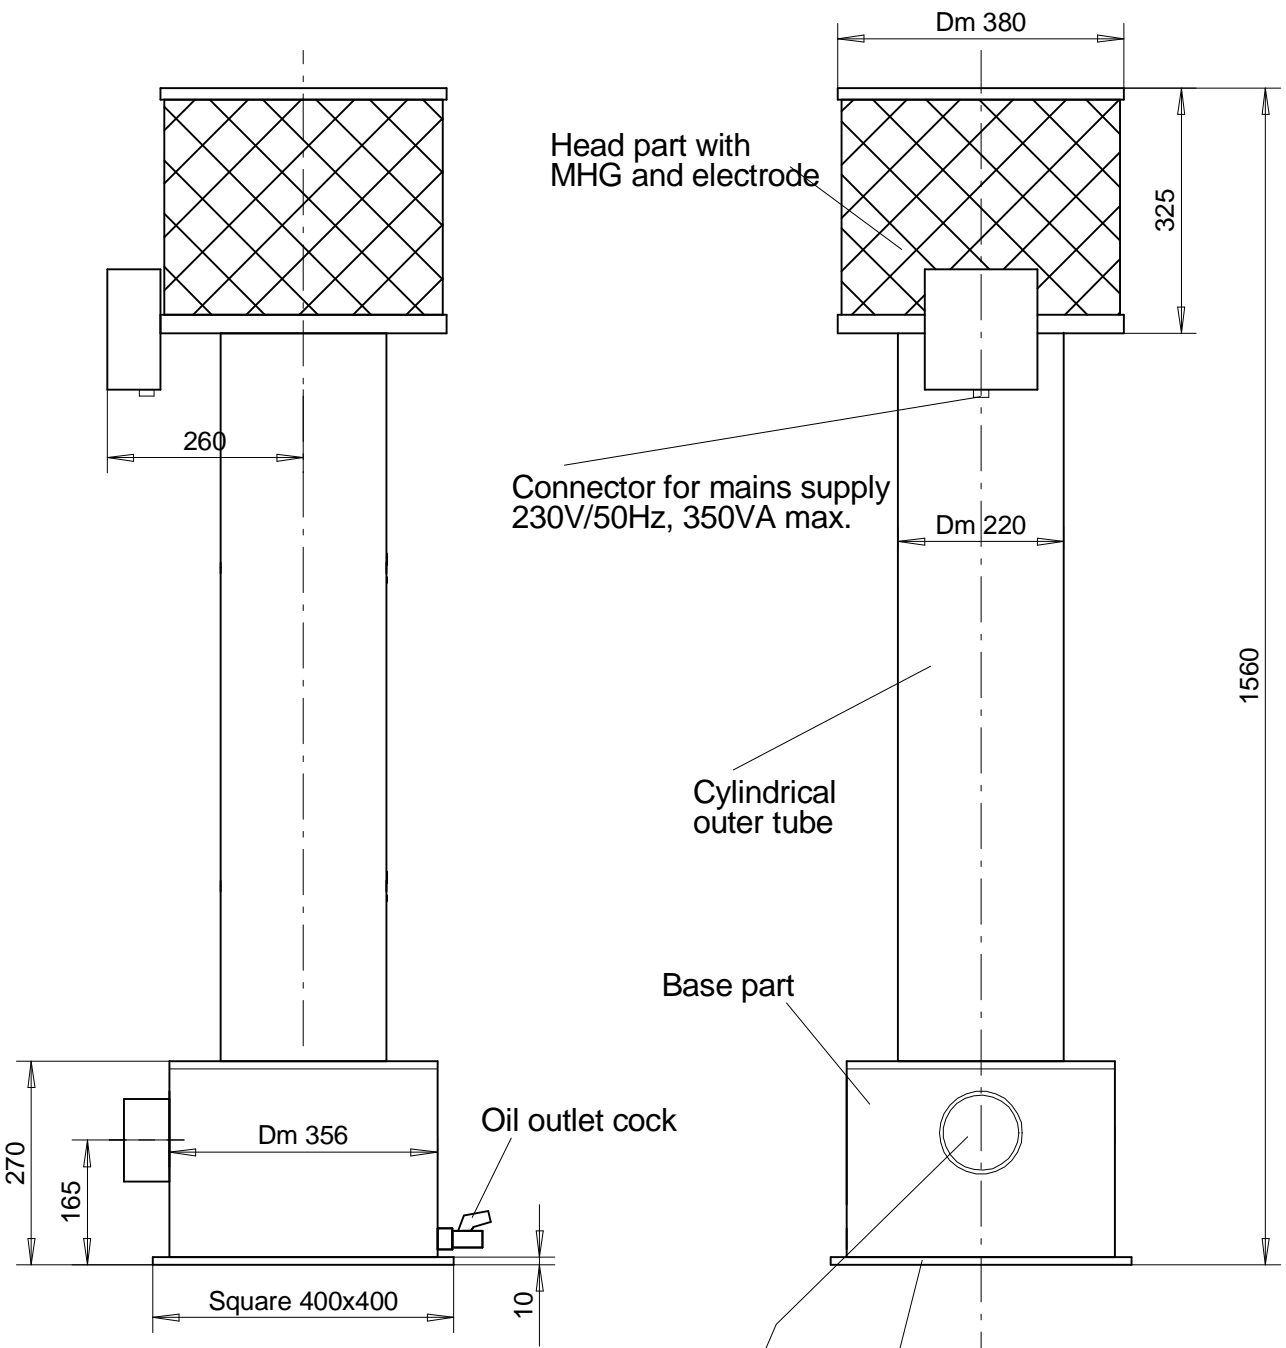 Dm 380
Head part with
MHG and electrode
325
260
Connector for mains supply
230V/50Hz, 350VA max.
Dm 220
1560
Cylindrical
outer tube
Base part
Oil outlet cock
Dm 356
270
165
Square 400x400
10